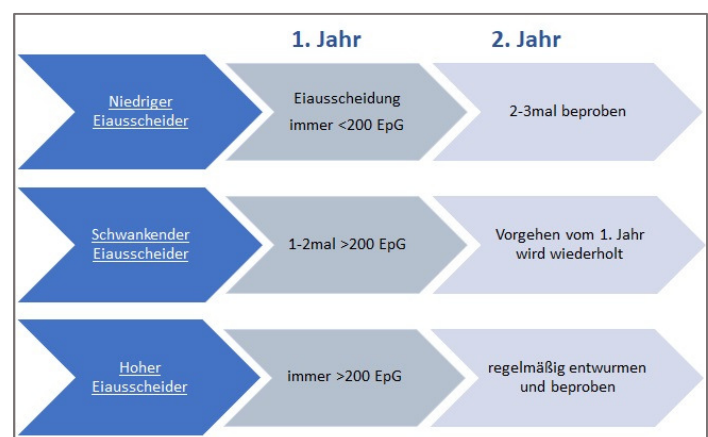 1. Jahr
2. Jahr
Niedriger
Eiausscheider
Eiausscheidung
immer <200 EpG
2-3mal beproben
Schwankender
Eiausscheider
1-2mal >200 EpG
Vorgehen vom 1. Jahr
wird wiederholt
Hoher
Eiausscheider
immer >200 EpG
regelmäßig entwurmen
und beproben